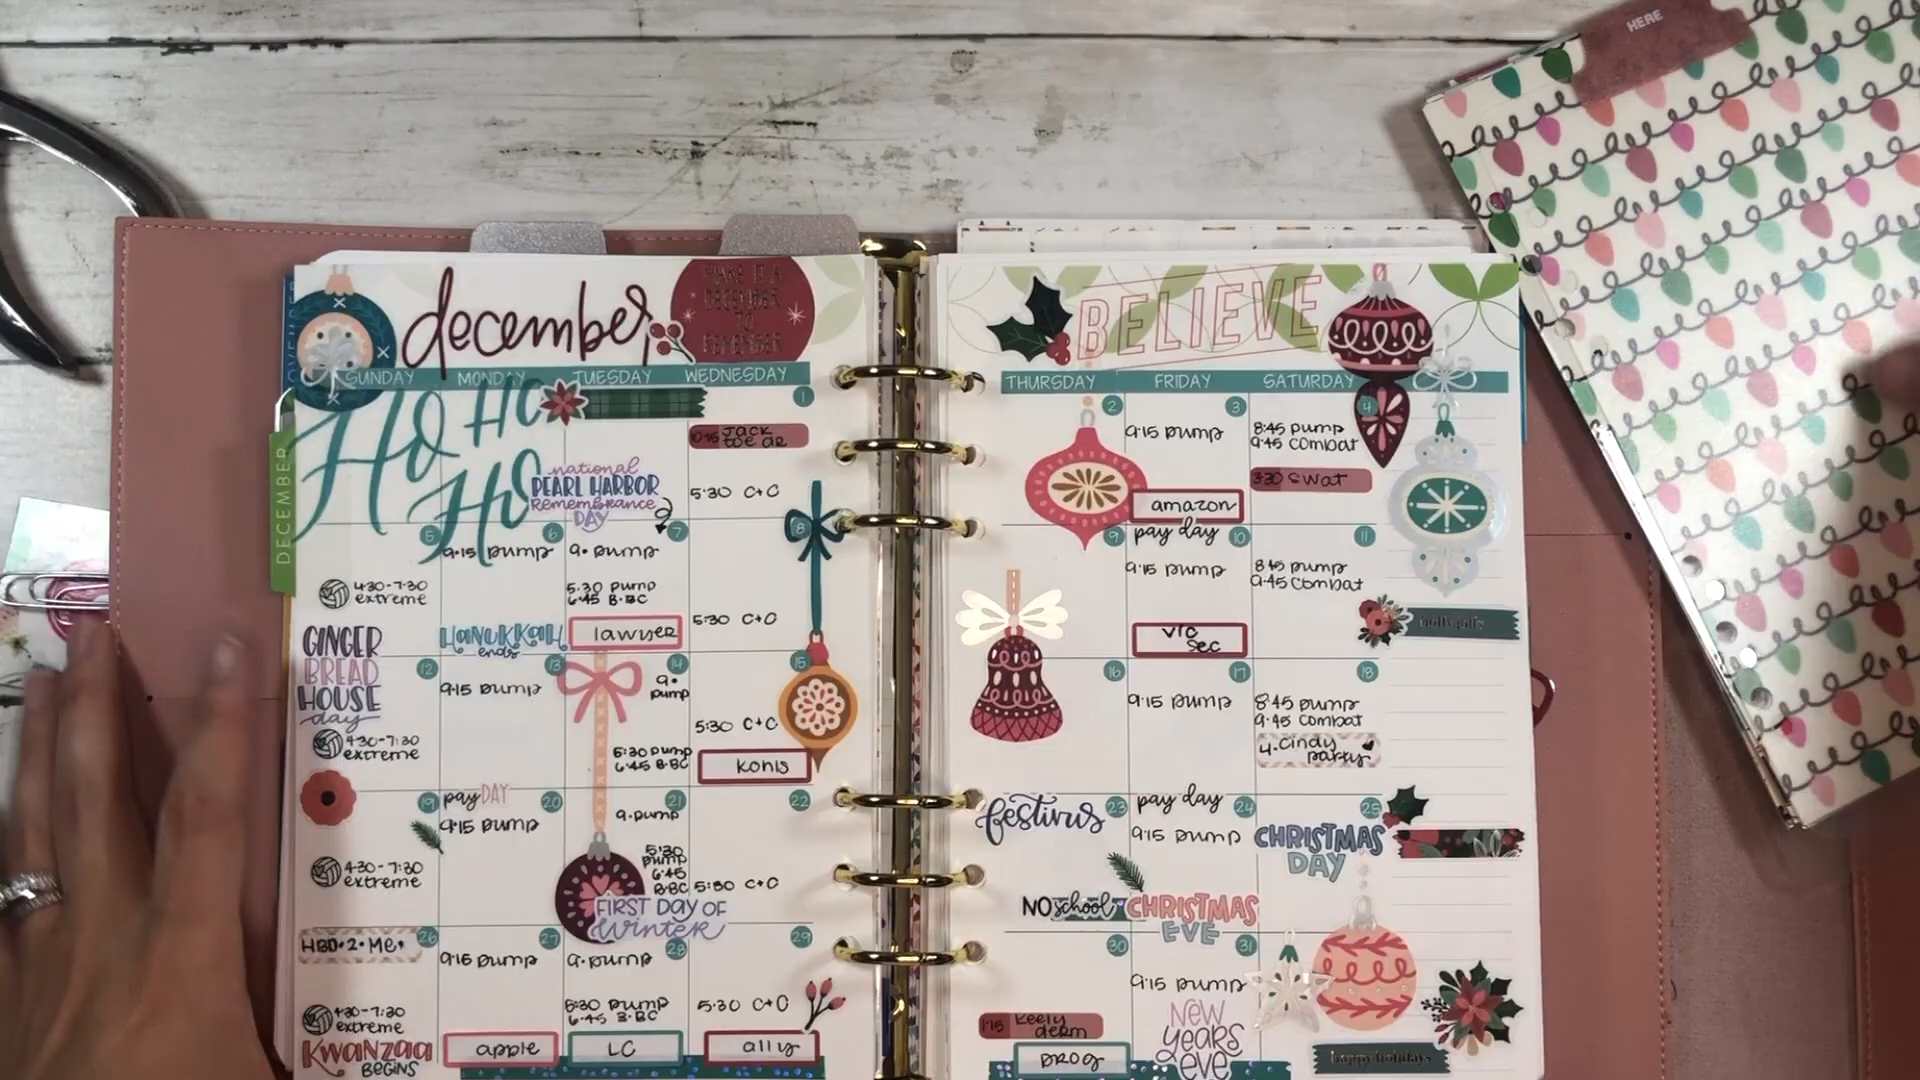 HERE
december
MAKE IT A
DECEMBER
TO
REMEMBER
BELIEVE
SUNDAY MONDAY TUESDAY WEDNESDAY
THURSDAY FRIDAY SATURDAY
DECEMBER
Ho Ho
Ho
1
10:45 Jack
toe dr
5:30 C+C
2
3
9:15 pump
amazon
4
8:45 pump
9:45 combat
3:30 swat
national
PEARL HARBOR
Remembrance
DAY
5
4:30-7:30
extreme
6
9:15 pump
HANUKKAH
ends
7
9. pump
5:30 pump
6:45 B.BC
lawyer
8
5:30 C+C
9
pay day 10
9:15 pump
vic
sec
11
8:45 pump
9:45 combat
holly jolly
GINGER
BREAD
HOUSE
day
12
4:30-7:30
extreme
13
9:15 pump
14
9.
pump
5:30 pump
6:45 B.BC
15
5:30 C+C
konis
16
17
9:15 pump
18
8:45 pump
9:45 combat
4. Cindy
party
19
4:30-7:30
extreme
pay DAY 20
9:15 pump
21
9. pump
5:30
pump
6:45
B.BC
FIRST DAY OF
Winter
22
5:30 C+C
festivus 23
NO school
pay day 24
9:15 pump
CHRISTMAS
EVE
25
CHRISTMAS
DAY
HBD. 2. Me. 26
4:30-7:30
extreme
KWANZAA
BEGINS
27
9:15 pump
apple
28
9. pump
5:30 pump
6:45 B.BC
LC
29
5:30 C+C
ally
30
1:15 Keely
derm
prog
31
9:15 pump
NEW
YEARS
eve
happy holidays